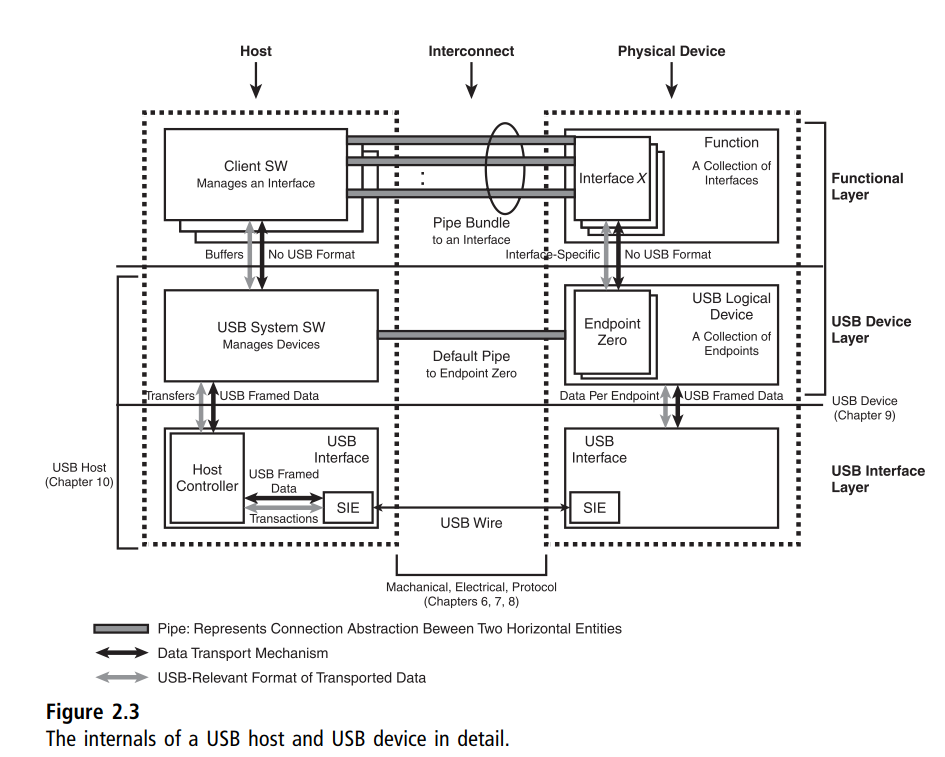 Host
Interconnect
Physical Device
Client SW
Manages an Interface
Function
A Collection of
Interfaces
Interface X
Functional
Layer
Pipe Bundle
to an Interface
Buffers
No USB Format
Interface-Specific
No USB Format
USB System SW
Manages Devices
Endpoint
Zero
USB Logical
Device
A Collection of
Endpoints
USB Device
Layer
Default Pipe
to Endpoint Zero
Transfers
USB Framed Data
Data Per Endpoint
USB Framed Data
USB Device
(Chapter 9)
USB Host
(Chapter 10)
Host
Controller
USB
Interface
USB Framed
Data
Transactions
SIE
USB Wire
USB
Interface
SIE
USB Interface
Layer
Machanical, Electrical, Protocol
(Chapters 6, 7, 8)
Pipe: Represents Connection Abstraction Beween Two Horizontal Entities
Data Transport Mechanism
USB-Relevant Format of Transported Data
Figure 2.3
The internals of a USB host and USB device in detail.